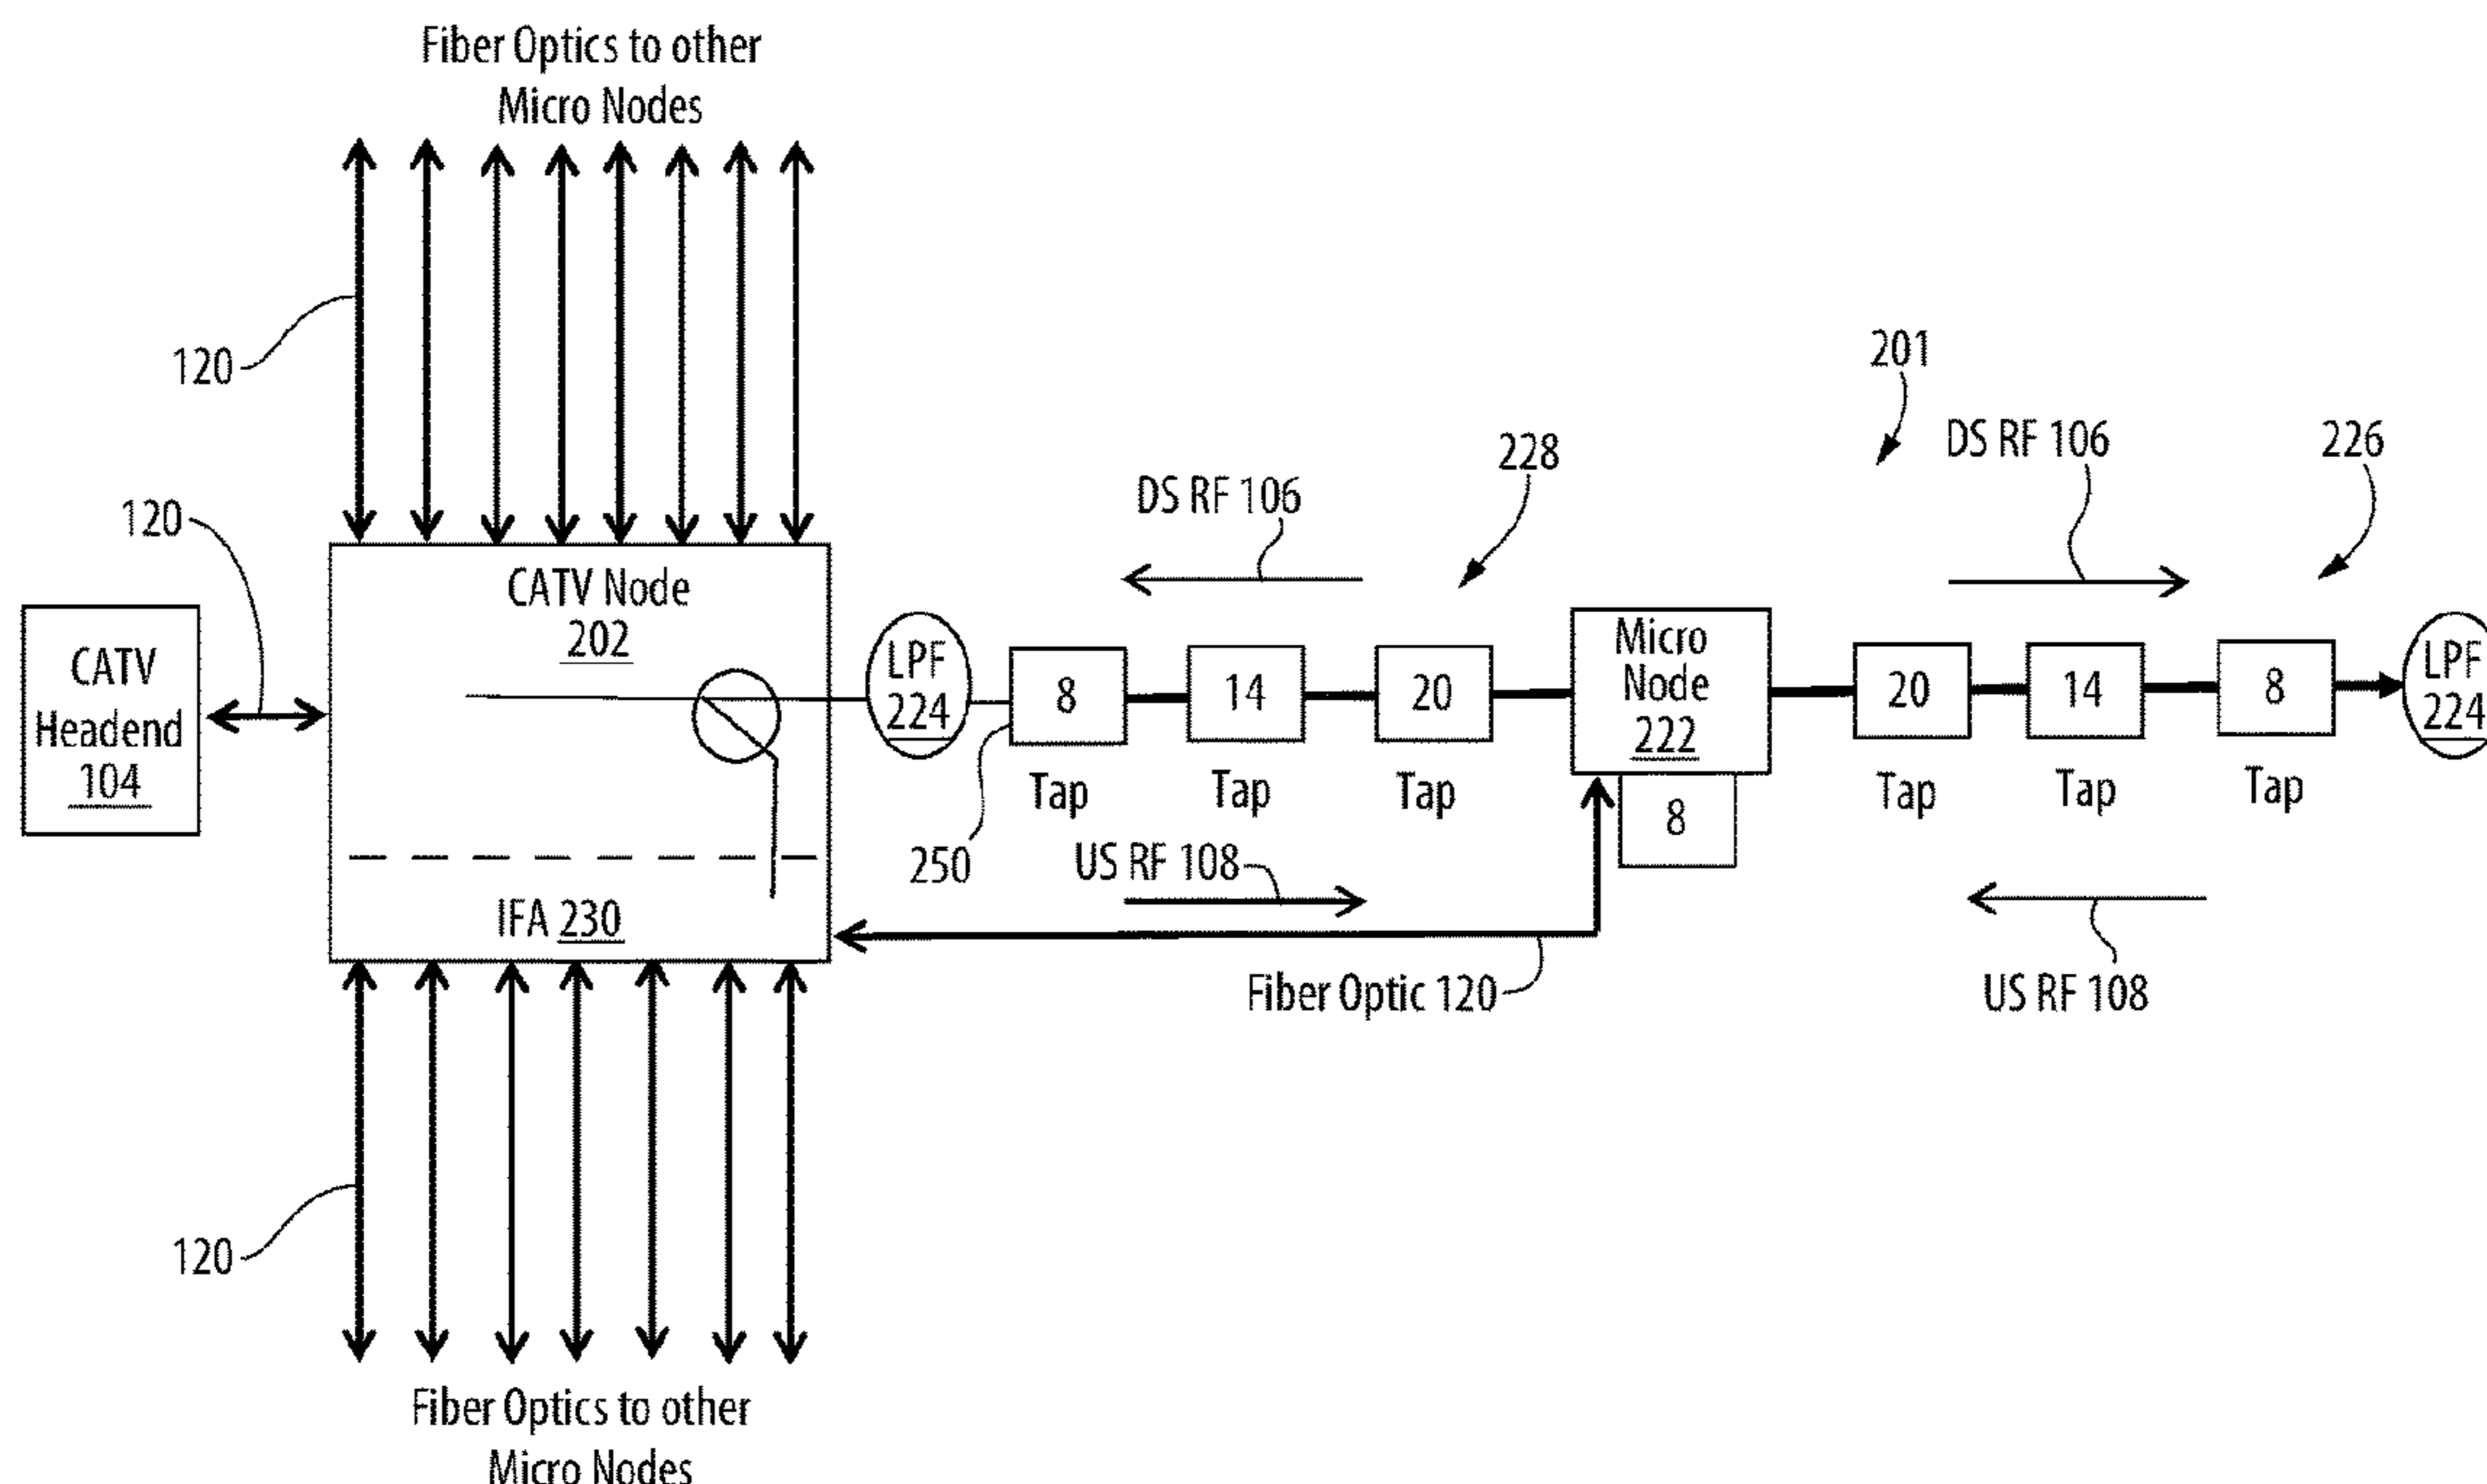 Fiber Optics to other
Micro Nodes
120
201
DS RF 106
226
228
DS RF 106
120
CATV Node
202
CATV
Headend
104
LPF
224
8
14
20
Micro
Node
222
20
14
8
LPF
224
Tap
Tap
Tap
Tap
Tap
Tap
8
250
US RF 108
IFA 230
Fiber Optic 120
US RF 108
120
Fiber Optics to other
Micro Nodes